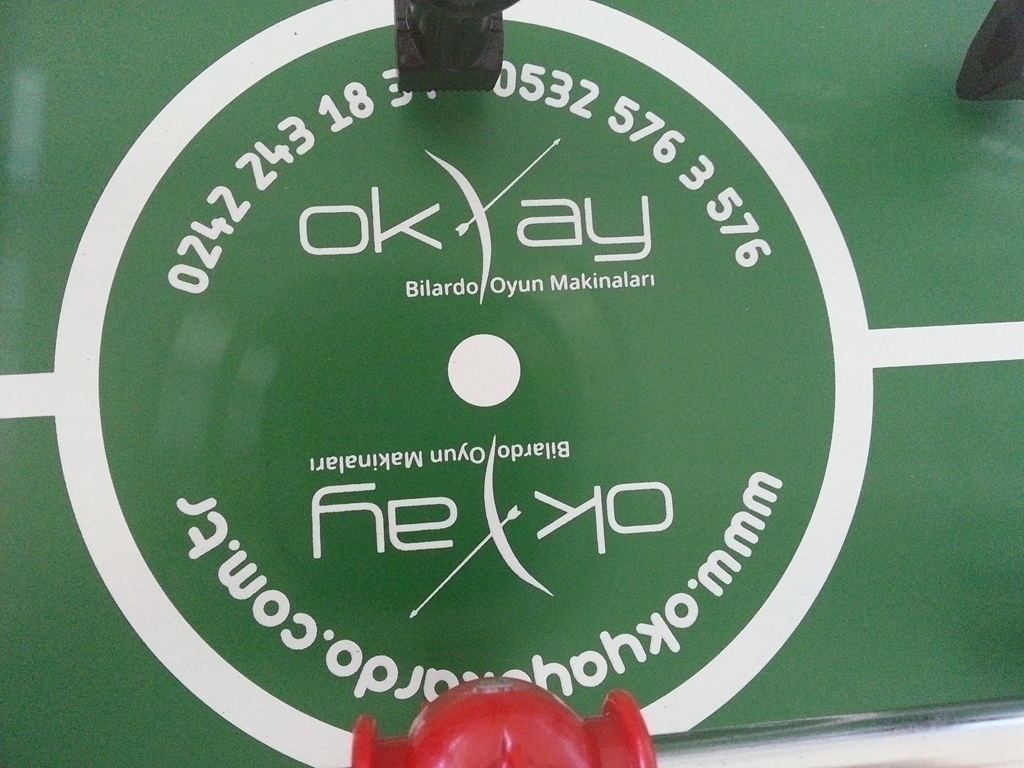 0242 243 18 0532 576 3 576
okyay
Bilardo Oyun Makinaları
Bilardo Oyun Makinaları
okyay